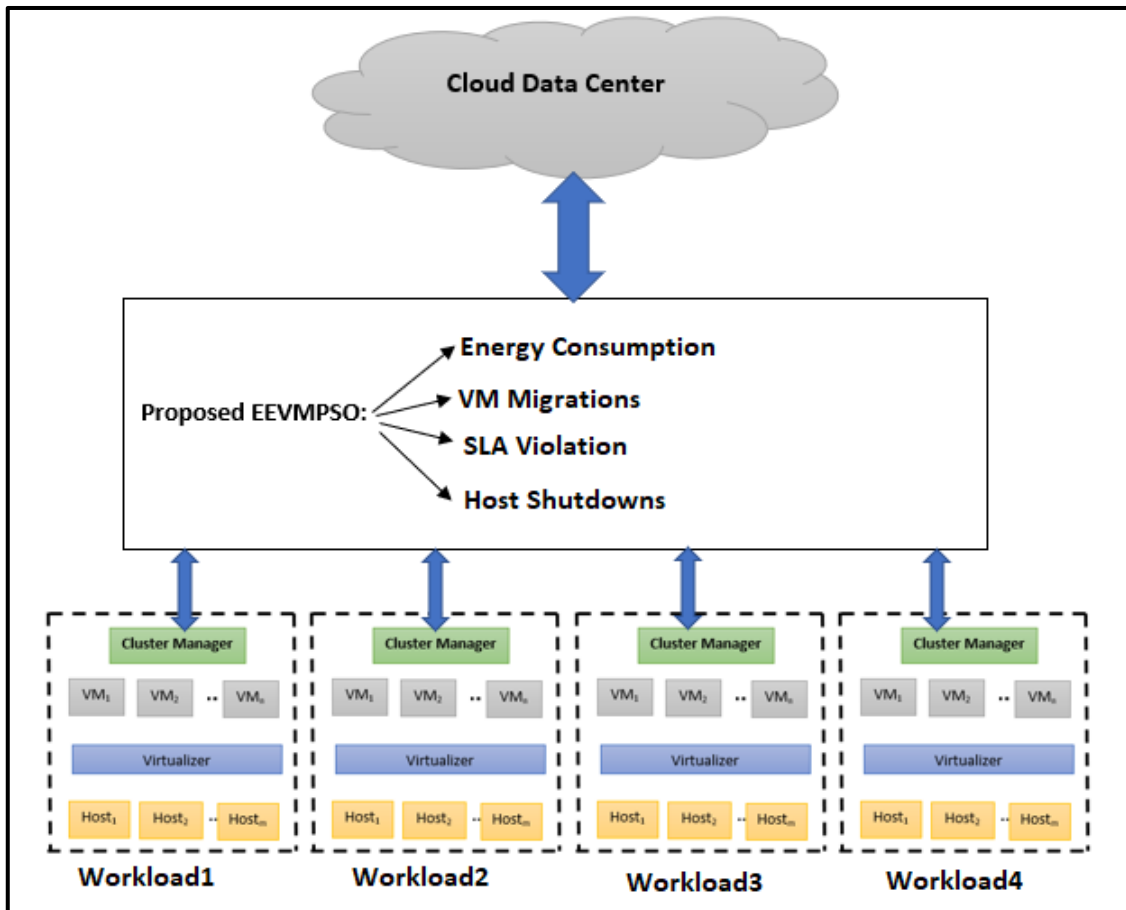 Cloud Data Center
Energy Consumption
Proposed EEVMPSO:
VM Migrations
SLA Violation
Host Shutdowns
Cluster Manager
VM₁ VM₂ .. VMₙ
Virtualizer
Host₁ Host₂ .. Hostₘ
Workload1
Cluster Manager
VM₁ VM₂ .. VMₙ
Virtualizer
Host₁ Host₂ .. Hostₘ
Workload2
Cluster Manager
VM₁ VM₂ .. VMₙ
Virtualizer
Host₁ Host₂ .. Hostₘ
Workload3
Cluster Manager
VM₁ VM₂ .. VMₙ
Virtualizer
Host₁ Host₂ .. Hostₘ
Workload4